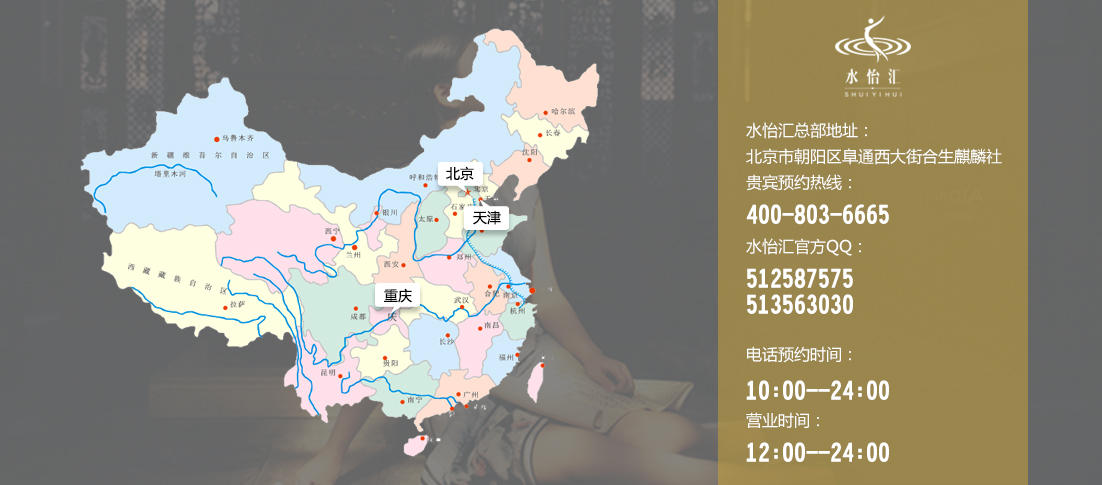 哈尔滨
长春
沈阳
乌鲁木齐
新疆维吾尔自治区
塔里木河
呼和浩
北京
北京
天津
银川
太原
石家
西宁
兰州
西安
郑州
西藏藏族自治区
拉萨
重庆
成都
武汉
合肥
南京
杭州
南昌
长沙
贵阳
福州
昆明
南宁
广州
水怡汇
SHUIYIHUI
水怡汇总部地址：
北京市朝阳区阜通西大街合生麒麟社
贵宾预约热线：
400-803-6665
水怡汇官方QQ：
512587575
513563030
电话预约时间：
10:00--24:00
营业时间：
12:00--24:00